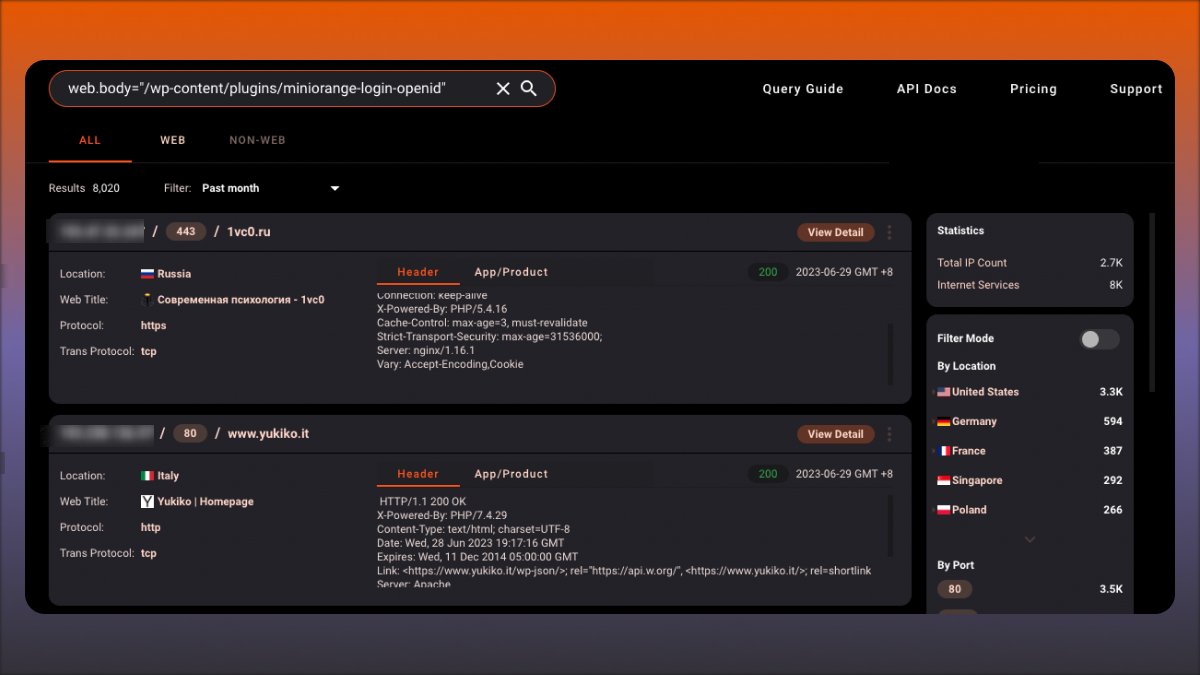 web.body="/wp-content/plugins/miniorange-login-openid"
Query Guide
API Docs
Pricing
Support
ALL
WEB
NON-WEB
Results 8,020
Filter: Past month
/ 443 / 1vc0.ru
View Detail
Location: Russia
Web Title: Современная психология - 1vc0
Protocol: https
Trans Protocol: tcp
Header
App/Product
200
2023-06-29 GMT +8
Connection: keep-alive
X-Powered-By: PHP/5.4.16
Cache-Control: max-age=3, must-revalidate
Strict-Transport-Security: max-age=31536000;
Server: nginx/1.16.1
Vary: Accept-Encoding,Cookie
/ 80 / www.yukiko.it
View Detail
Location: Italy
Web Title: Y Yukiko | Homepage
Protocol: http
Trans Protocol: tcp
Header
App/Product
200
2023-06-29 GMT +8
HTTP/1.1 200 OK
X-Powered-By: PHP/7.4.29
Content-Type: text/html; charset=UTF-8
Date: Wed, 28 Jun 2023 19:17:16 GMT
Expires: Wed, 11 Dec 2014 05:00:00 GMT
Link: <https://www.yukiko.it/wp-json/>; rel="https://api.w.org/", <https://www.yukiko.it/>; rel=shortlink
Server: Apache
Statistics
Total IP Count 2.7K
Internet Services 8K
Filter Mode
By Location
United States 3.3K
Germany 594
France 387
Singapore 292
Poland 266
By Port
80 3.5K